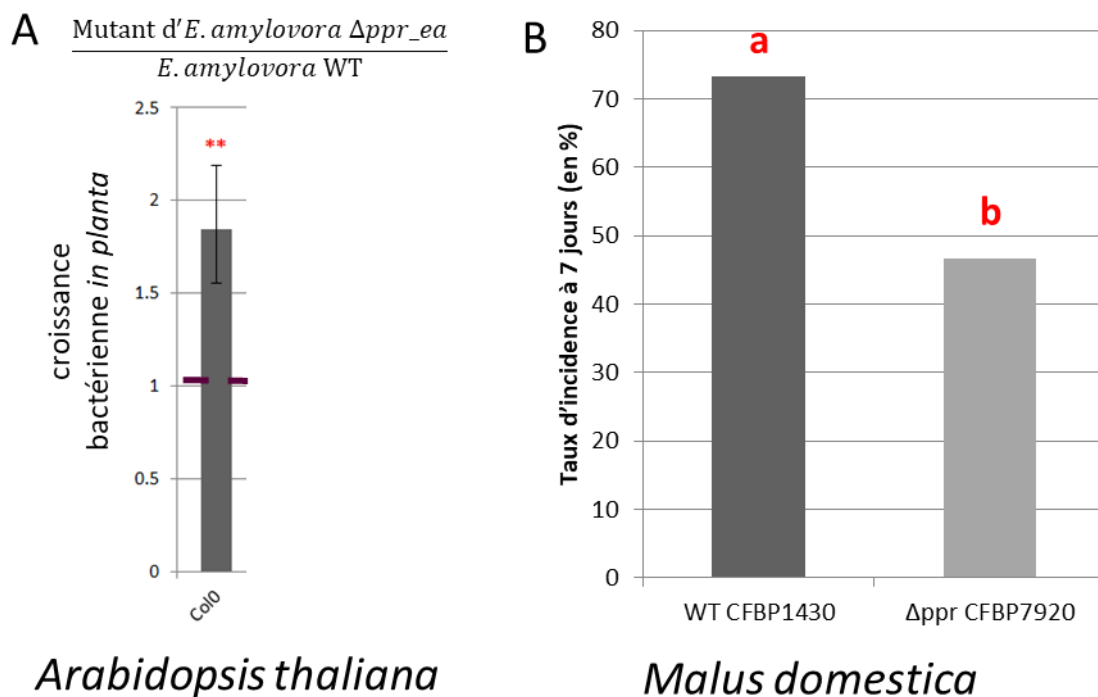 A
Mutant d'E. amylovora Δppr_ea
E. amylovora WT
croissance
bactérienne in planta
2.5
2
1.5
1
0.5
0
**
Col0
Arabidopsis thaliana
B
Taux d'incidence à 7 jours (en %)
80
70
60
50
40
30
20
10
0
a
b
WT CFBP1430
Δppr CFBP7920
Malus domestica